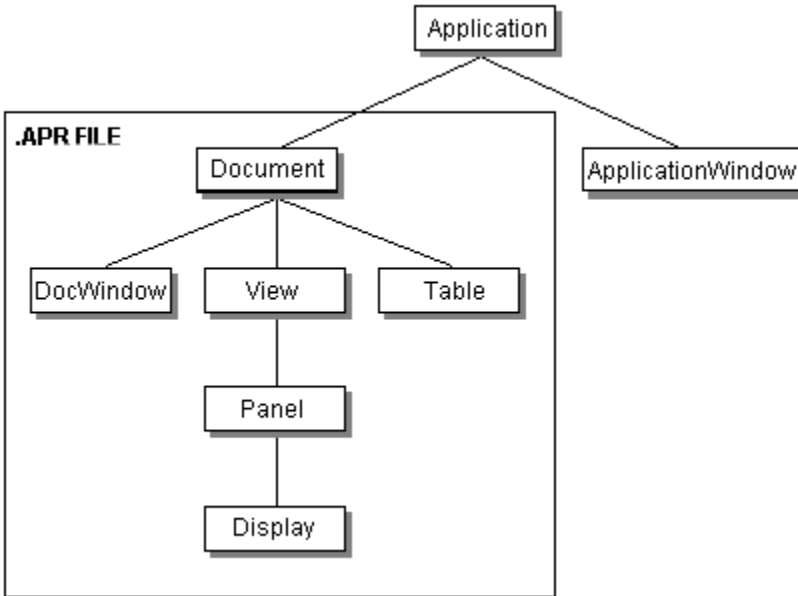 Application
.APR FILE
Document
ApplicationWindow
DocWindow
View
Table
Panel
Display